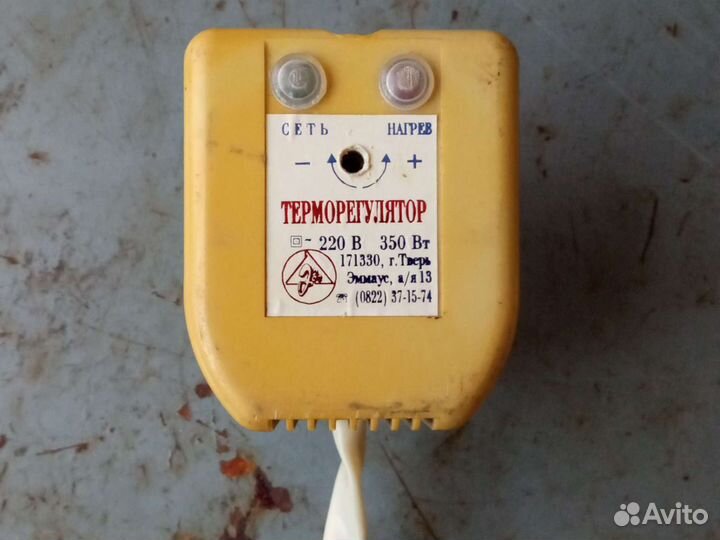 СЕТЬ НАГРЕВ
− +
ТЕРМОРЕГУЛЯТОР
~ 220 В 350 Вт
171330, г. Тверь
Эммаус, а/я 13
☎ (0822) 37-15-74
Avito